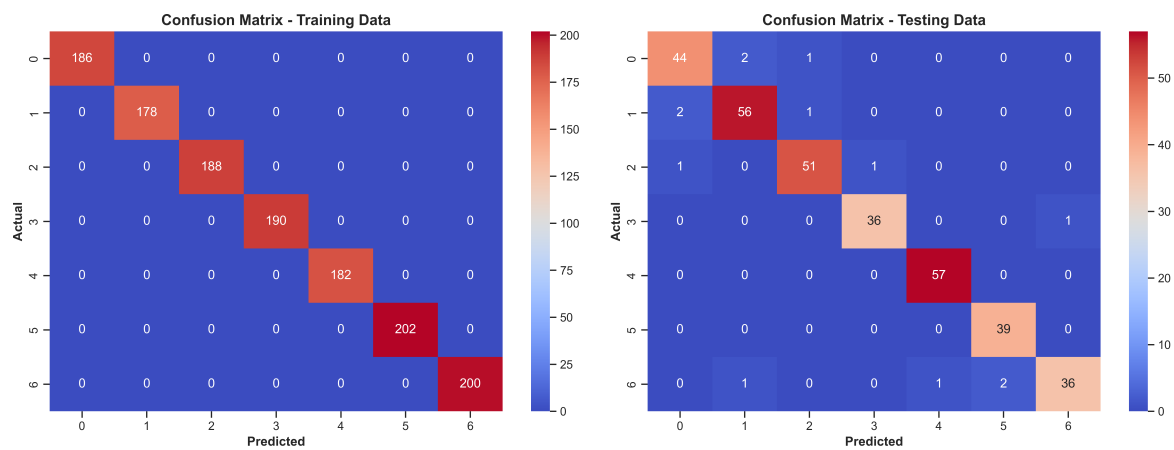 Confusion Matrix - Training Data
0 186 0 0 0 0 0 0
1 0 178 0 0 0 0 0
2 0 0 188 0 0 0 0
3 0 0 0 190 0 0 0
4 0 0 0 0 182 0 0
5 0 0 0 0 0 202 0
6 0 0 0 0 0 0 200
0 1 2 3 4 5 6
Predicted
Actual
200
175
150
125
100
75
50
25
0
Confusion Matrix - Testing Data
0 44 2 1 0 0 0 0
1 2 56 1 0 0 0 0
2 1 0 51 1 0 0 0
3 0 0 0 36 0 0 1
4 0 0 0 0 57 0 0
5 0 0 0 0 0 39 0
6 0 1 0 0 1 2 36
0 1 2 3 4 5 6
Predicted
Actual
50
40
30
20
10
0